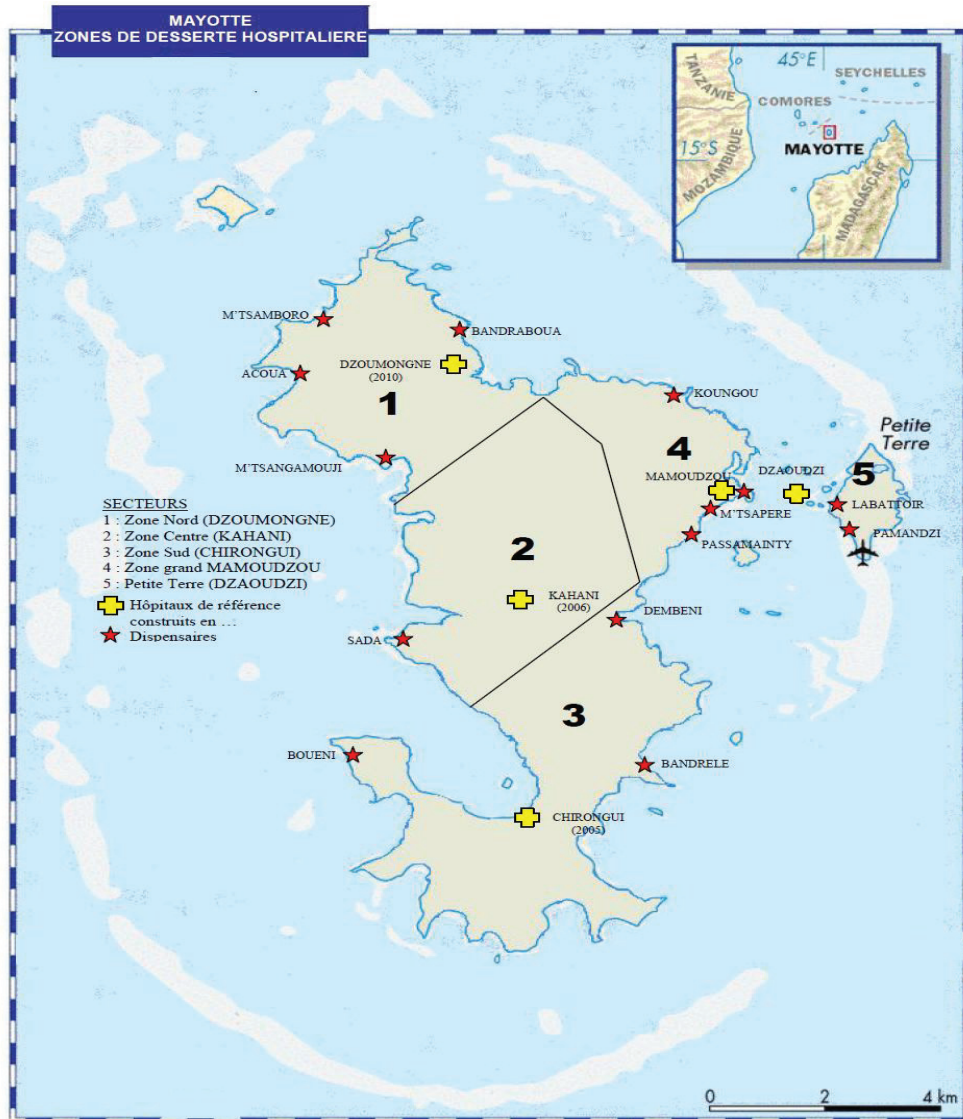 MAYOTTE
ZONES DE DESSERTE HOSPITALIERE
45°E
TANZANIE
SEYCHELLES
COMORES
MAYOTTE
15°S
MOZAMBIQUE
MADAGASCAR
M'TSAMBORO
BANDRABOUA
DZOUMONGNE
(2010)
ACOUA
1
KOUNGOU
Petite
Terre
4
M'TSANGAMOUJI
MAMOUDZOU
DZAOUDZI
5
LABATTOIR
M'TSAPERE
PAMANDZI
PASSAMAINTY
SECTEURS
1 : Zone Nord (DZOUMONGNE)
2 : Zone Centre (KAHANI)
3 : Zone Sud (CHIRONGUI)
4 : Zone grand MAMOUDZOU
5 : Petite Terre (DZAOUDZI)
Hôpitaux de référence
construits en …:
Dispensaires
2
KAHANI
(2006)
DEMBENI
SADA
3
BOUENI
BANDRELE
CHIRONGUI
(2005)
0 2 4 km